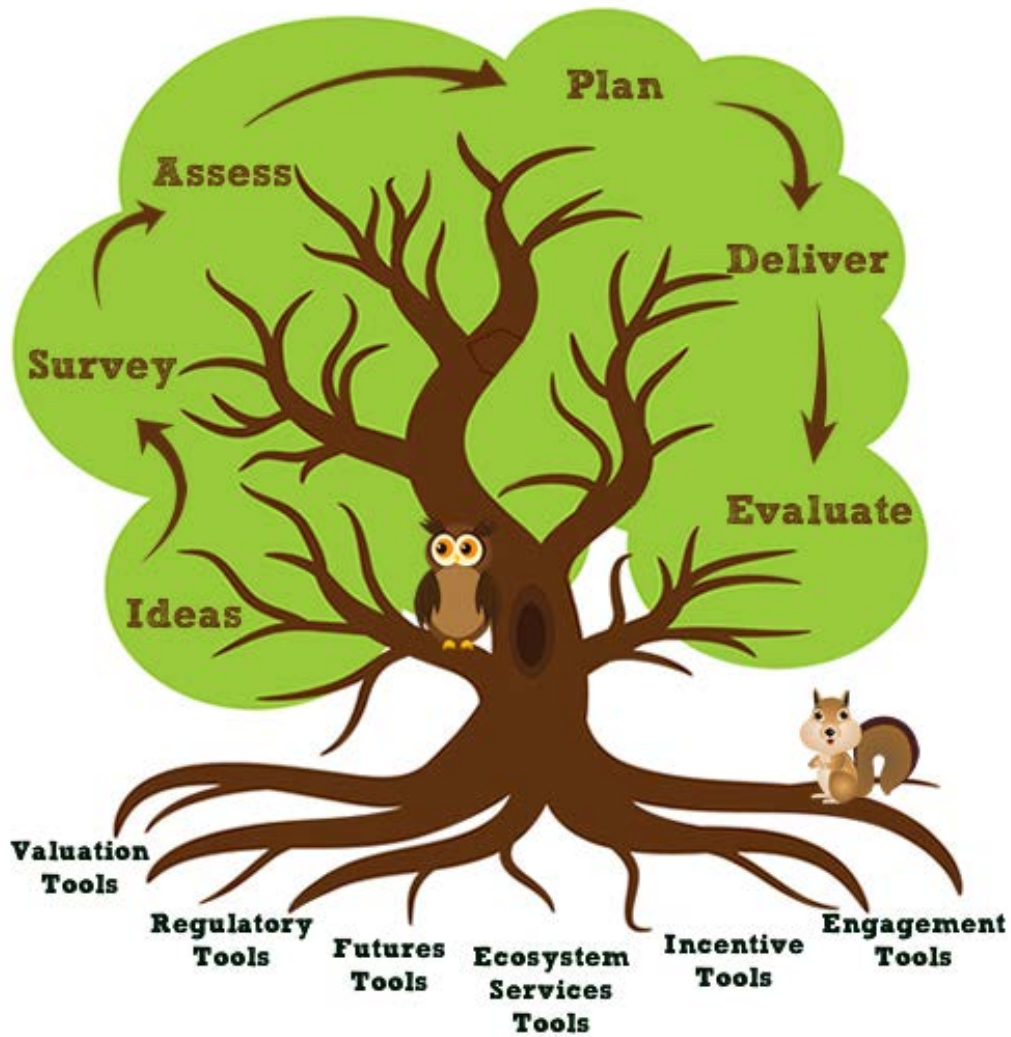 Plan
Assess
Deliver
Survey
Evaluate
Ideas
Valuation
Tools
Regulatory
Tools
Futures
Tools
Ecosystem
Services
Tools
Incentive
Tools
Engagement
Tools